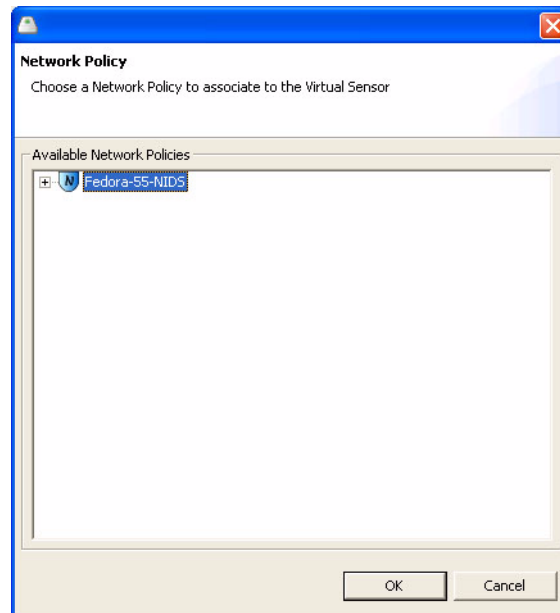 Network Policy
Choose a Network Policy to associate to the Virtual Sensor
Available Network Policies
N Fedora-55-NIDS
OK Cancel